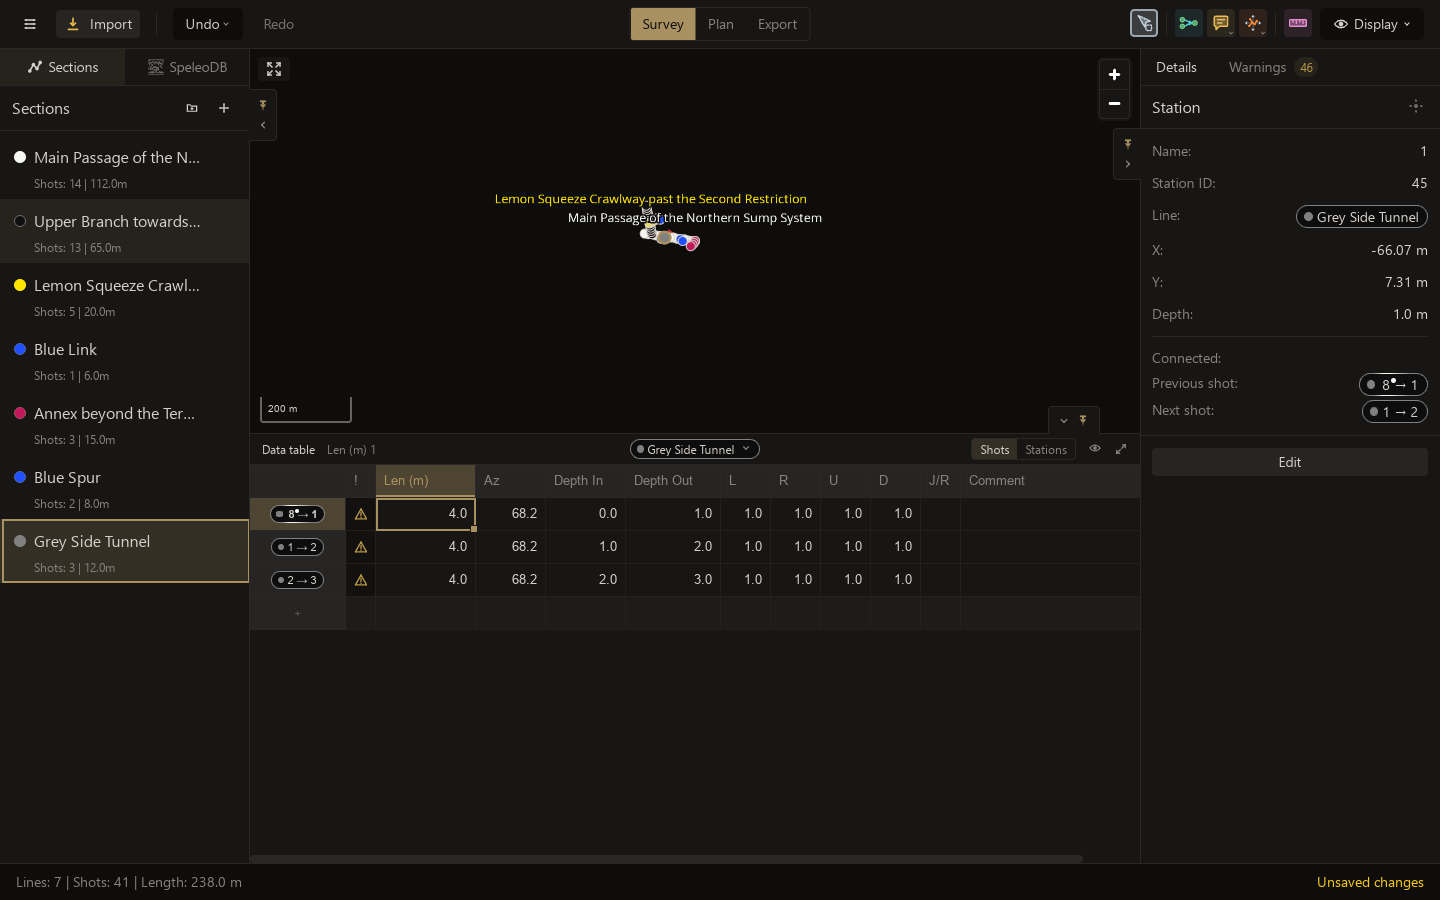 Import
Undo
Redo
Survey
Plan
Export
Display
Sections
SpeleoDB
Sections
Main Passage of the N...
Shots: 14 | 112.0m
Upper Branch towards...
Shots: 13 | 65.0m
Lemon Squeeze Crawl...
Shots: 5 | 20.0m
Blue Link
Shots: 1 | 6.0m
Annex beyond the Ter...
Shots: 3 | 15.0m
Blue Spur
Shots: 2 | 8.0m
Grey Side Tunnel
Shots: 3 | 12.0m
Lemon Squeeze Crawlway past the Second Restriction
Main Passage of the Northern Sump System
200 m
Data table
Len (m) 1
Grey Side Tunnel
Shots
Stations
! Len (m) Az Depth In Depth Out L R U D J/R Comment
8 → 1 4.0 68.2 0.0 1.0 1.0 1.0 1.0 1.0
1 → 2 4.0 68.2 1.0 2.0 1.0 1.0 1.0 1.0
2 → 3 4.0 68.2 2.0 3.0 1.0 1.0 1.0 1.0
+
Details
Warnings 46
Station
Name: 1
Station ID: 45
Line: Grey Side Tunnel
X: -66.07 m
Y: 7.31 m
Depth: 1.0 m
Connected:
Previous shot: 8 → 1
Next shot: 1 → 2
Edit
Lines: 7 | Shots: 41 | Length: 238.0 m
Unsaved changes